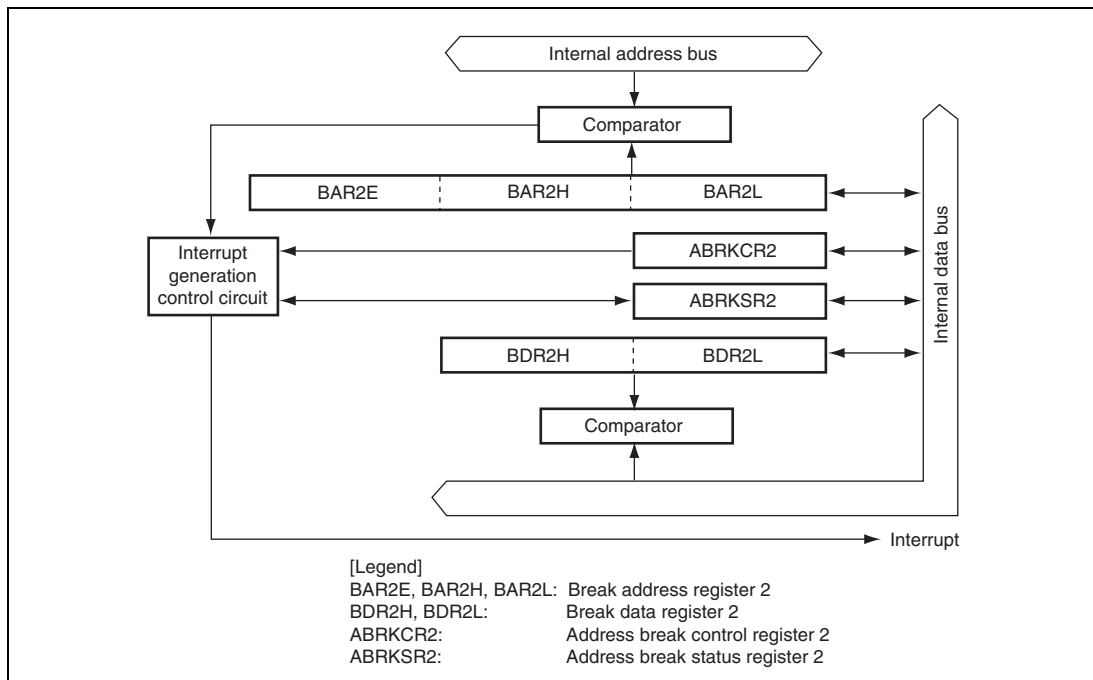 Internal address bus
Comparator
BAR2E BAR2H BAR2L
Interrupt
generation
control circuit
ABRKCR2
ABRKSR2
Internal data bus
BDR2H BDR2L
Comparator
Interrupt
[Legend]
BAR2E, BAR2H, BAR2L: Break address register 2
BDR2H, BDR2L: Break data register 2
ABRKCR2: Address break control register 2
ABRKSR2: Address break status register 2